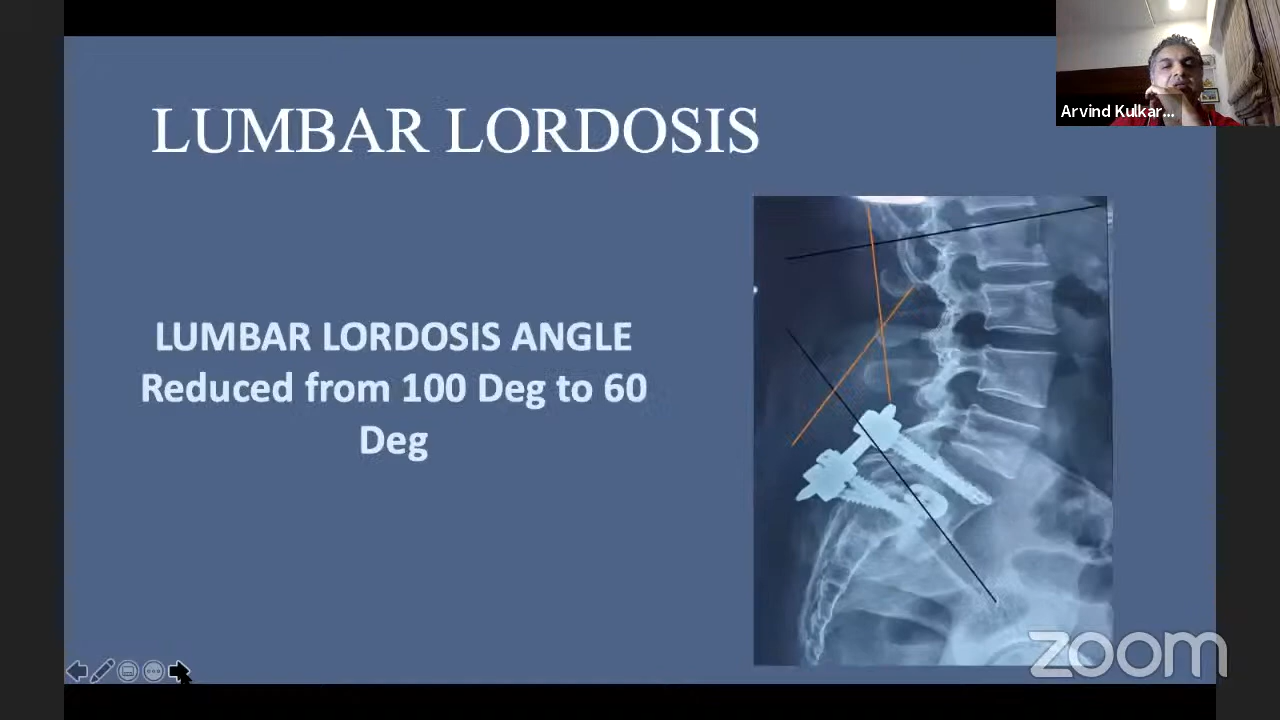 LUMBAR LORDOSIS
Arvind Kulkar...
LUMBAR LORDOSIS ANGLE
Reduced from 100 Deg to 60
Deg
zoom